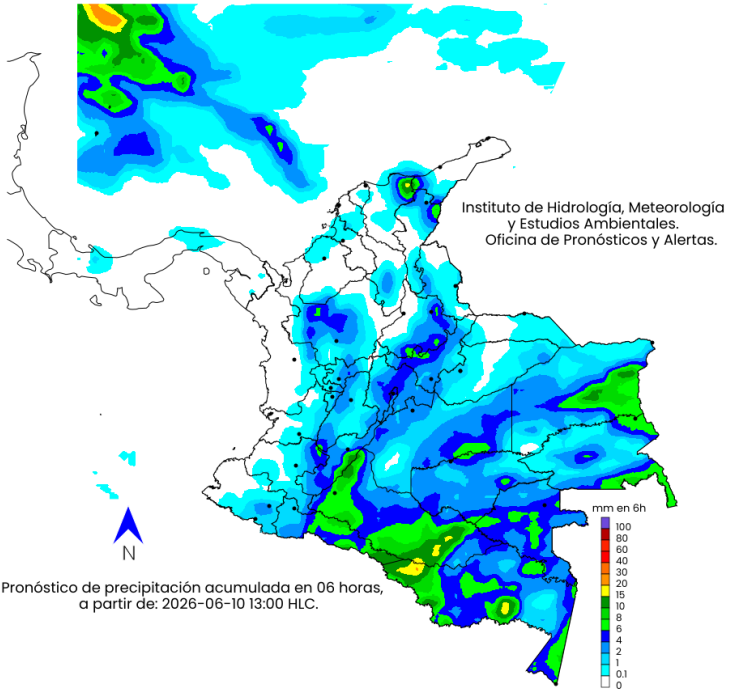 Instituto de Hidrología, Meteorología
y Estudios Ambientales.
Oficina de Pronósticos y Alertas.
mm en 6h
100
80
60
40
30
20
15
10
8
6
4
2
1
0.1
0
N
Pronóstico de precipitación acumulada en 06 horas,
a partir de: 2026-06-10 13:00 HLC.